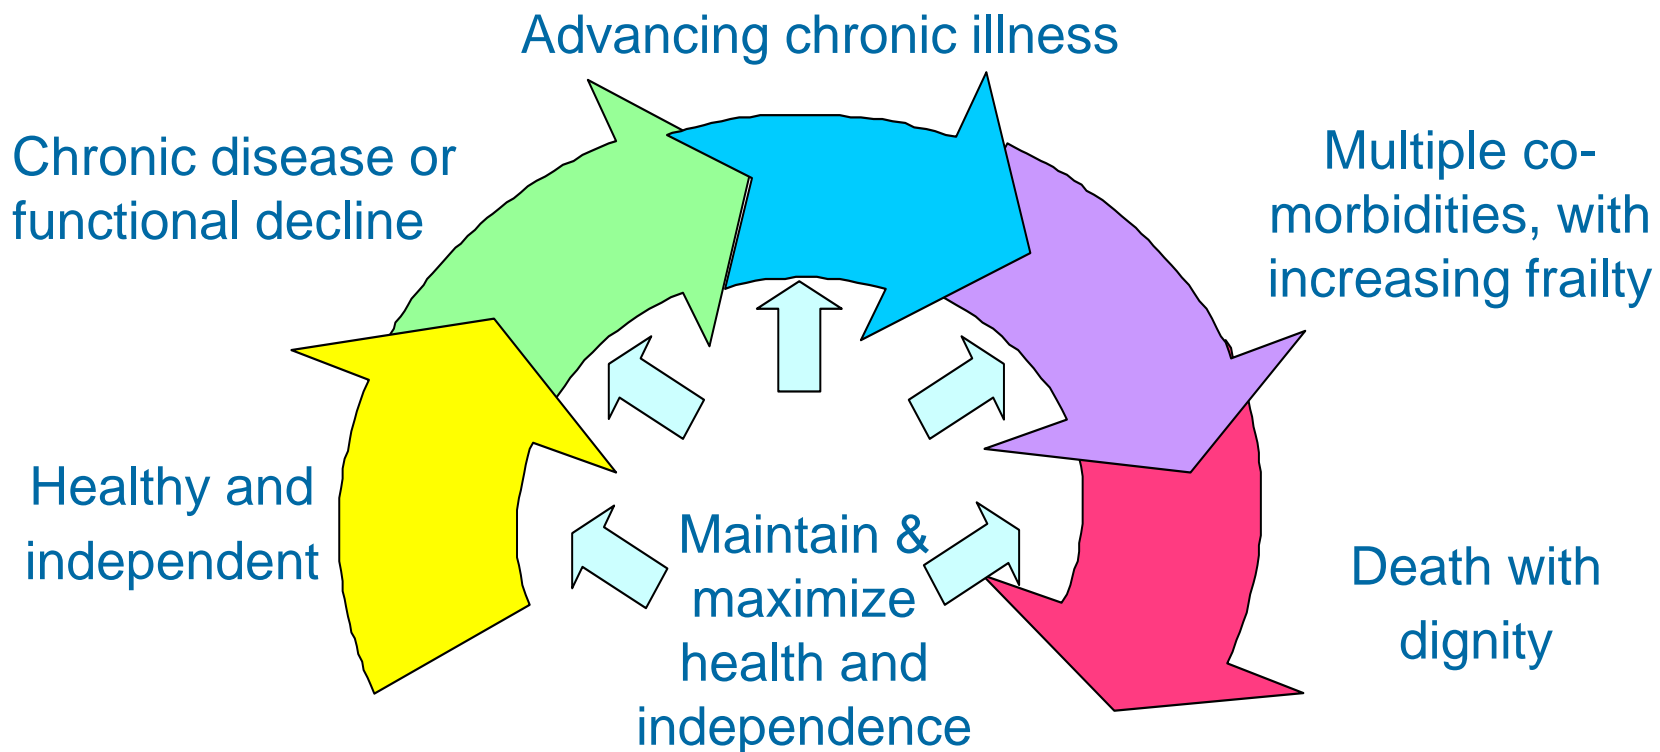 Advancing chronic illness
Chronic disease or
functional decline
Multiple co-
morbidities, with
increasing frailty
Healthy and
independent
Maintain &
maximize
health and
independence
Death with
dignity